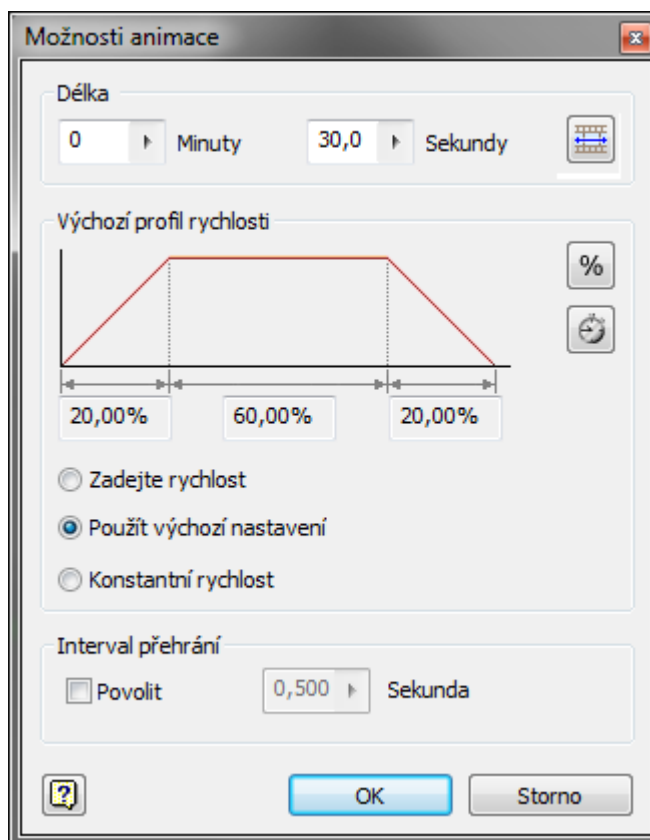 Možnosti animace
Délka
0 Minuty 30,0 Sekundy
Výchozí profil rychlosti
%
20,00% 60,00% 20,00%
Zadejte rychlost
Použít výchozí nastavení
Konstantní rychlost
Interval přehrání
Povolit 0,500 Sekunda
? OK Storno